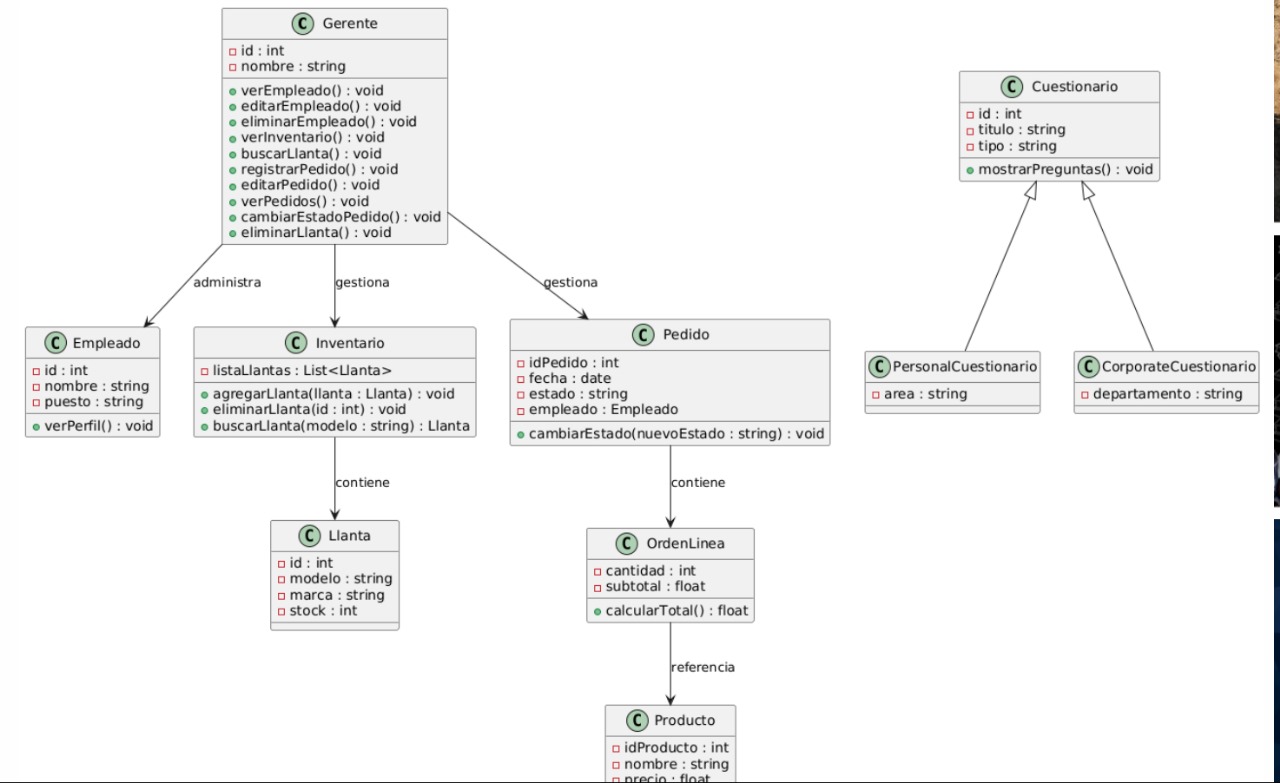 C Gerente
id : int
nombre : string
verEmpleado() : void
editarEmpleado() : void
eliminarEmpleado() : void
verInventario() : void
buscarLlanta() : void
registrarPedido() : void
editarPedido() : void
verPedidos() : void
cambiarEstadoPedido() : void
eliminarLlanta() : void
administra
gestiona
gestiona
C Empleado
id : int
nombre : string
puesto : string
verPerfil() : void
C Inventario
listaLlantas : List<Llanta>
agregarLlanta(llanta : Llanta) : void
eliminarLlanta(id : int) : void
buscarLlanta(modelo : string) : Llanta
C Pedido
idPedido : int
fecha : date
estado : string
empleado : Empleado
cambiarEstado(nuevoEstado : string) : void
contiene
contiene
C Llanta
id : int
modelo : string
marca : string
stock : int
C OrdenLinea
cantidad : int
subtotal : float
calcularTotal() : float
referencia
C Producto
idProducto : int
nombre : string
precio : float
C Cuestionario
id : int
titulo : string
tipo : string
mostrarPreguntas() : void
C PersonalCuestionario
area : string
C CorporateCuestionario
departamento : string